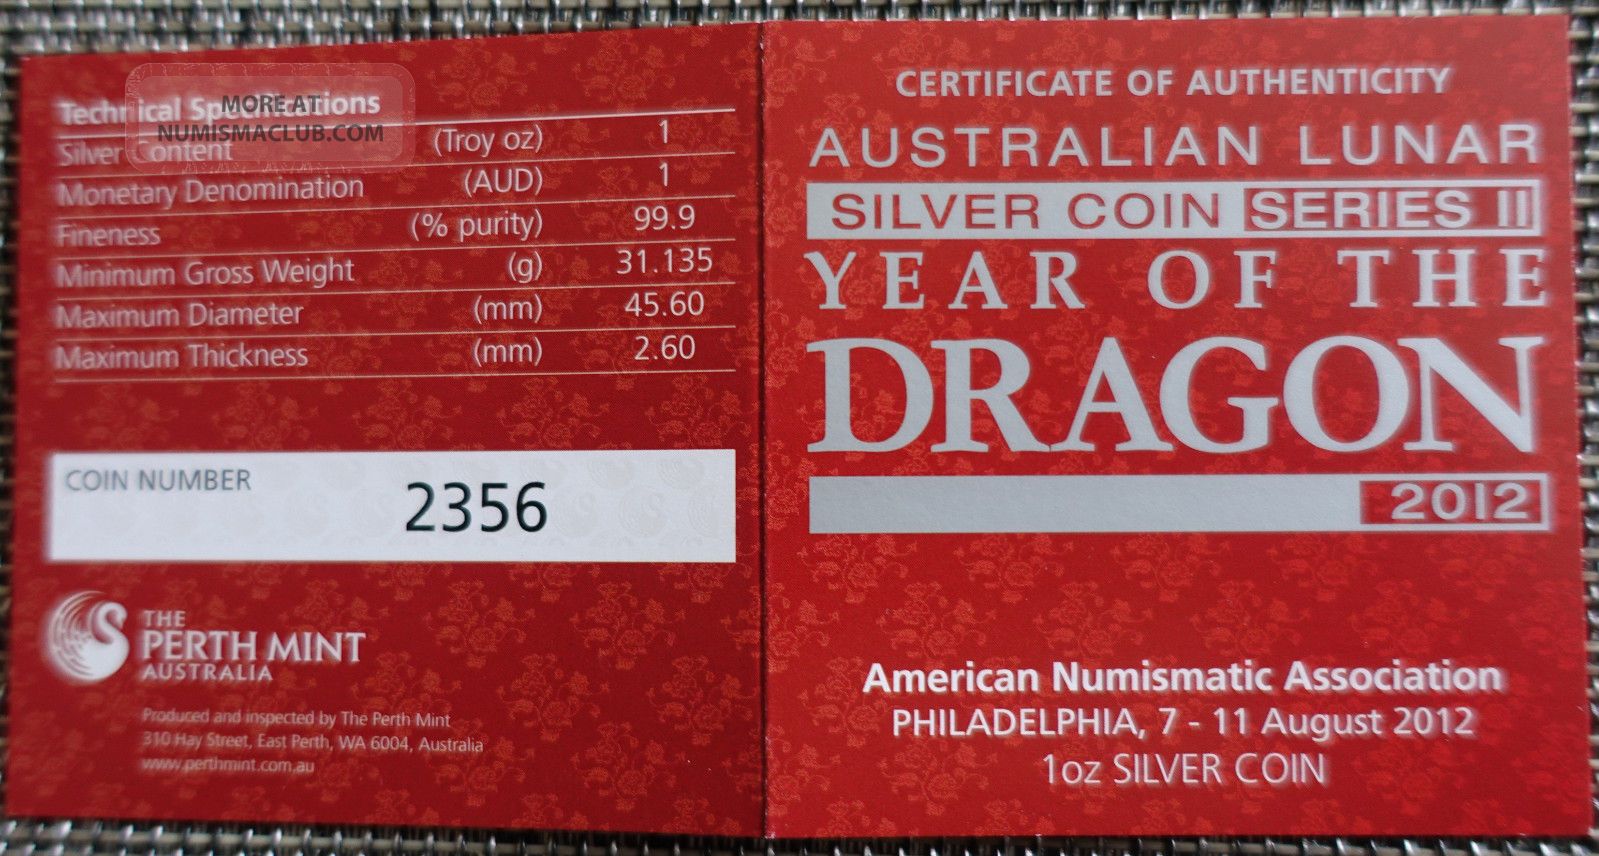 Technical Specifications
MORE AT
NUMISMACLUB.COM
Silver Content (Troy oz) 1
Monetary Denomination (AUD) 1
Fineness (% purity) 99.9
Minimum Gross Weight (g) 31.135
Maximum Diameter (mm) 45.60
Maximum Thickness (mm) 2.60
COIN NUMBER 2356
THE
PERTH MINT
AUSTRALIA
Produced and inspected by The Perth Mint
310 Hay Street, East Perth, WA 6004, Australia
www.perthmint.com.au
CERTIFICATE OF AUTHENTICITY
AUSTRALIAN LUNAR
SILVER COIN SERIES II
YEAR OF THE
DRAGON
2012
American Numismatic Association
PHILADELPHIA, 7 - 11 August 2012
1oz SILVER COIN